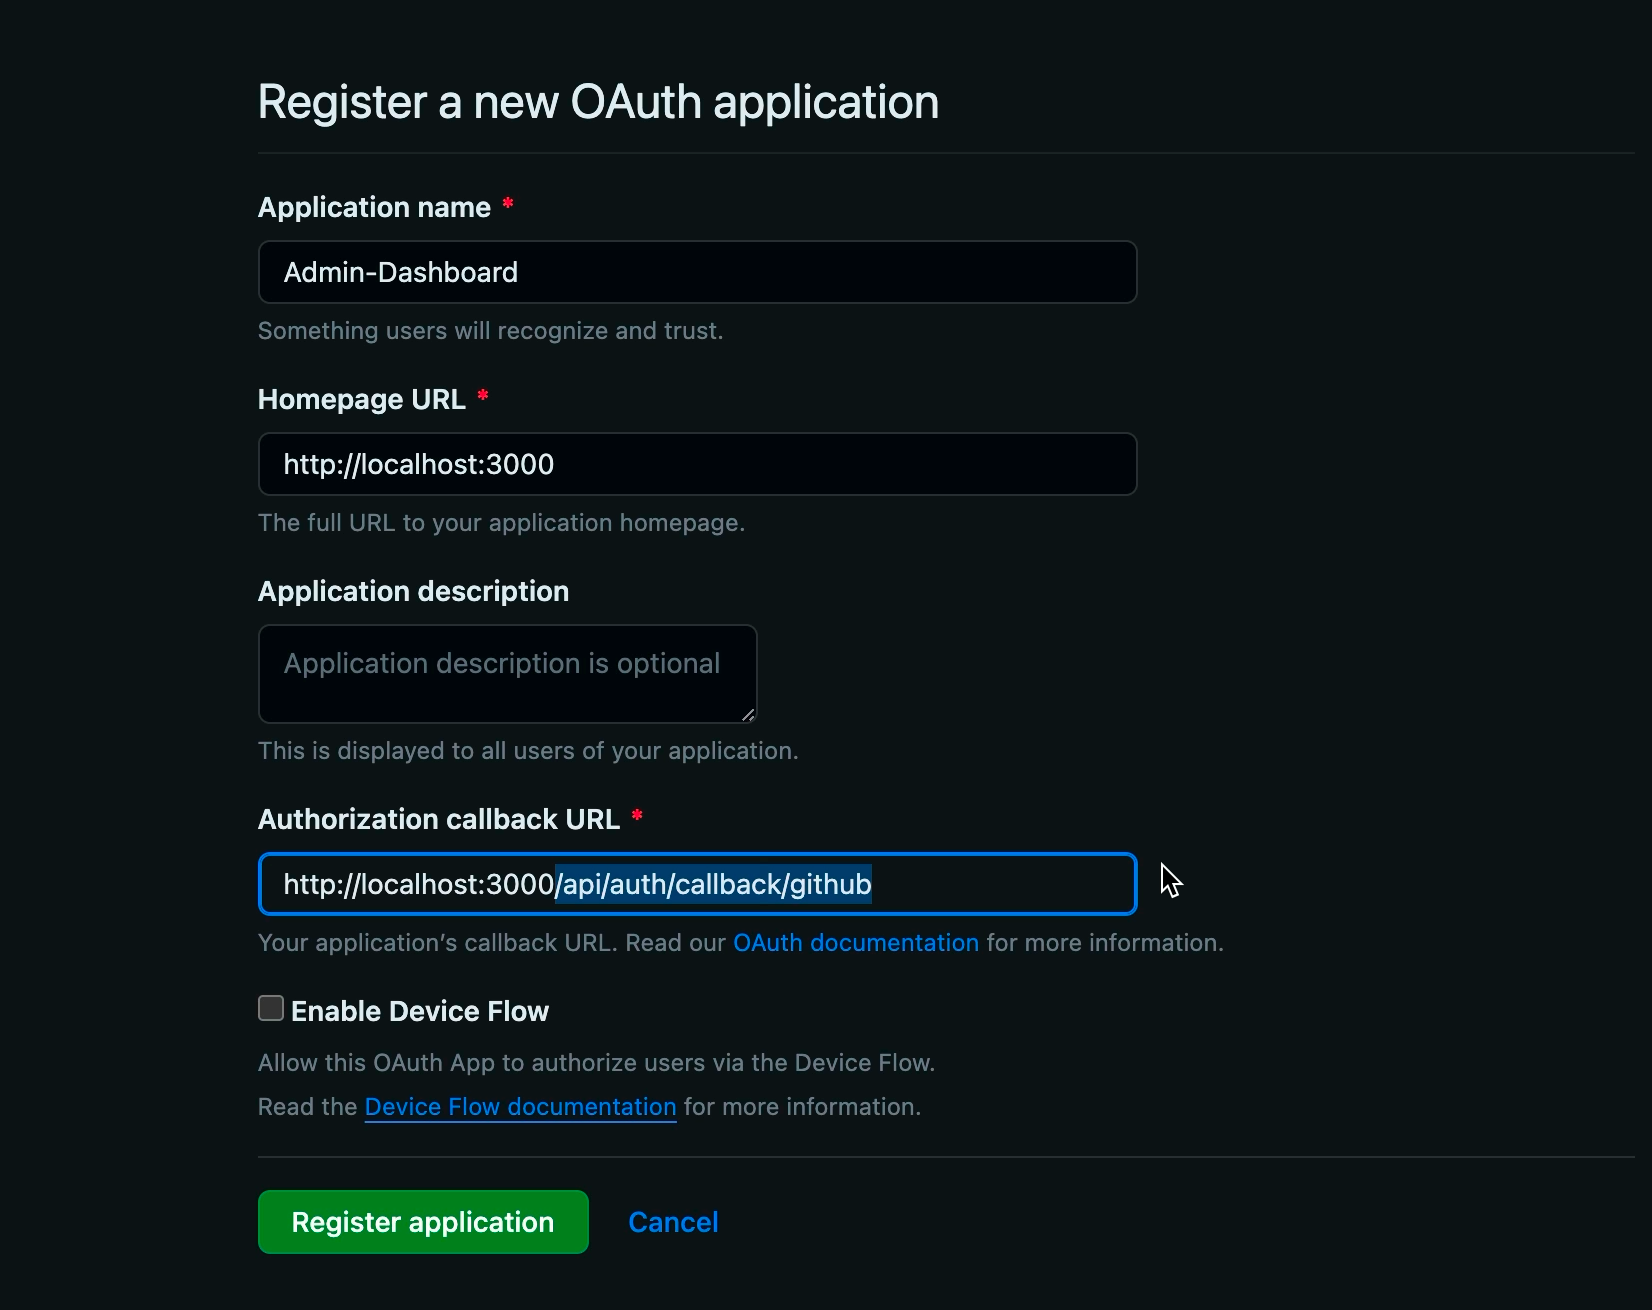 Register a new OAuth application
Application name *
Admin-Dashboard
Something users will recognize and trust.
Homepage URL *
http://localhost:3000
The full URL to your application homepage.
Application description
Application description is optional
This is displayed to all users of your application.
Authorization callback URL *
http://localhost:3000/api/auth/callback/github
Your application’s callback URL. Read our OAuth documentation for more information.
Enable Device Flow
Allow this OAuth App to authorize users via the Device Flow.
Read the Device Flow documentation for more information.
Register application Cancel